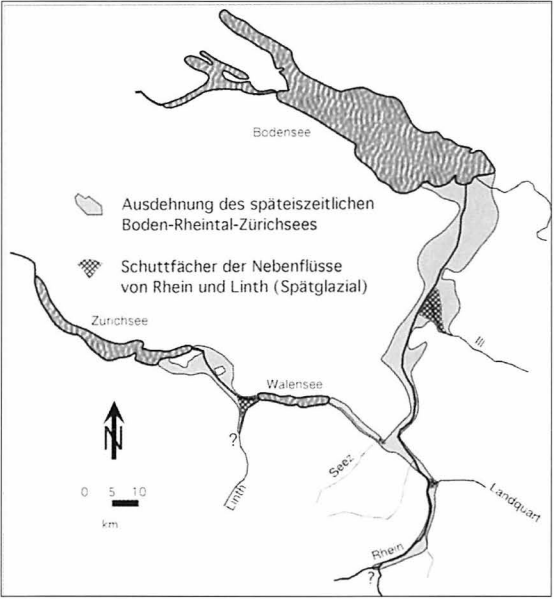 Bodensee
Ausdehnung des späteiszeitlichen
Boden-Rheintal-Zürichsees
Schuttfächer der Nebenflüsse
von Rhein und Linth (Spätglazial)
Zürichsee
Ill
Walensee
N
?
Seez
0 5 10
km
Linth
Landquart
Rhein
?